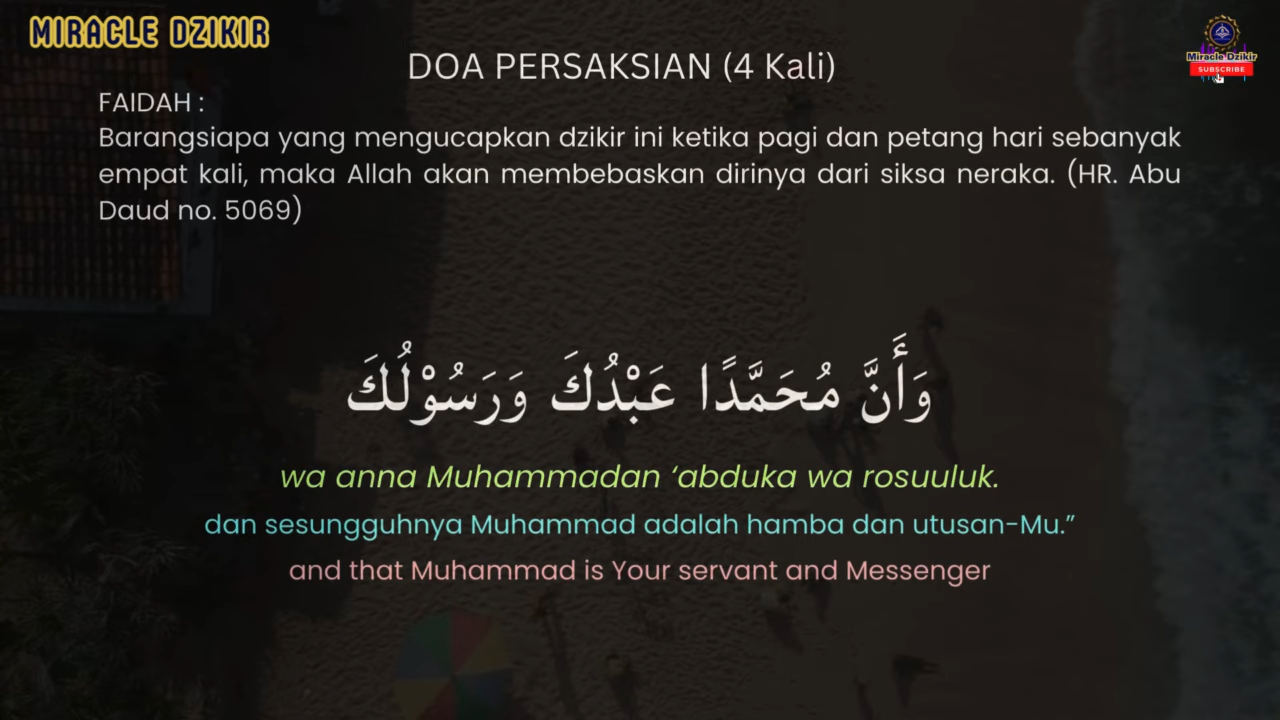 MIRACLE DZIKIR
Miracle Dzikir
SUBSCRIBE
DOA PERSAKSIAN (4 Kali)
FAIDAH :
Barangsiapa yang mengucapkan dzikir ini ketika pagi dan petang hari sebanyak
empat kali, maka Allah akan membebaskan dirinya dari siksa neraka. (HR. Abu
Daud no. 5069)
وَأَنَّ مُحَمَّدًا عَبْدُكَ وَرَسُوْلُكَ
wa anna Muhammadan ‘abduka wa rosuuluk.
dan sesungguhnya Muhammad adalah hamba dan utusan-Mu.”
and that Muhammad is Your servant and Messenger